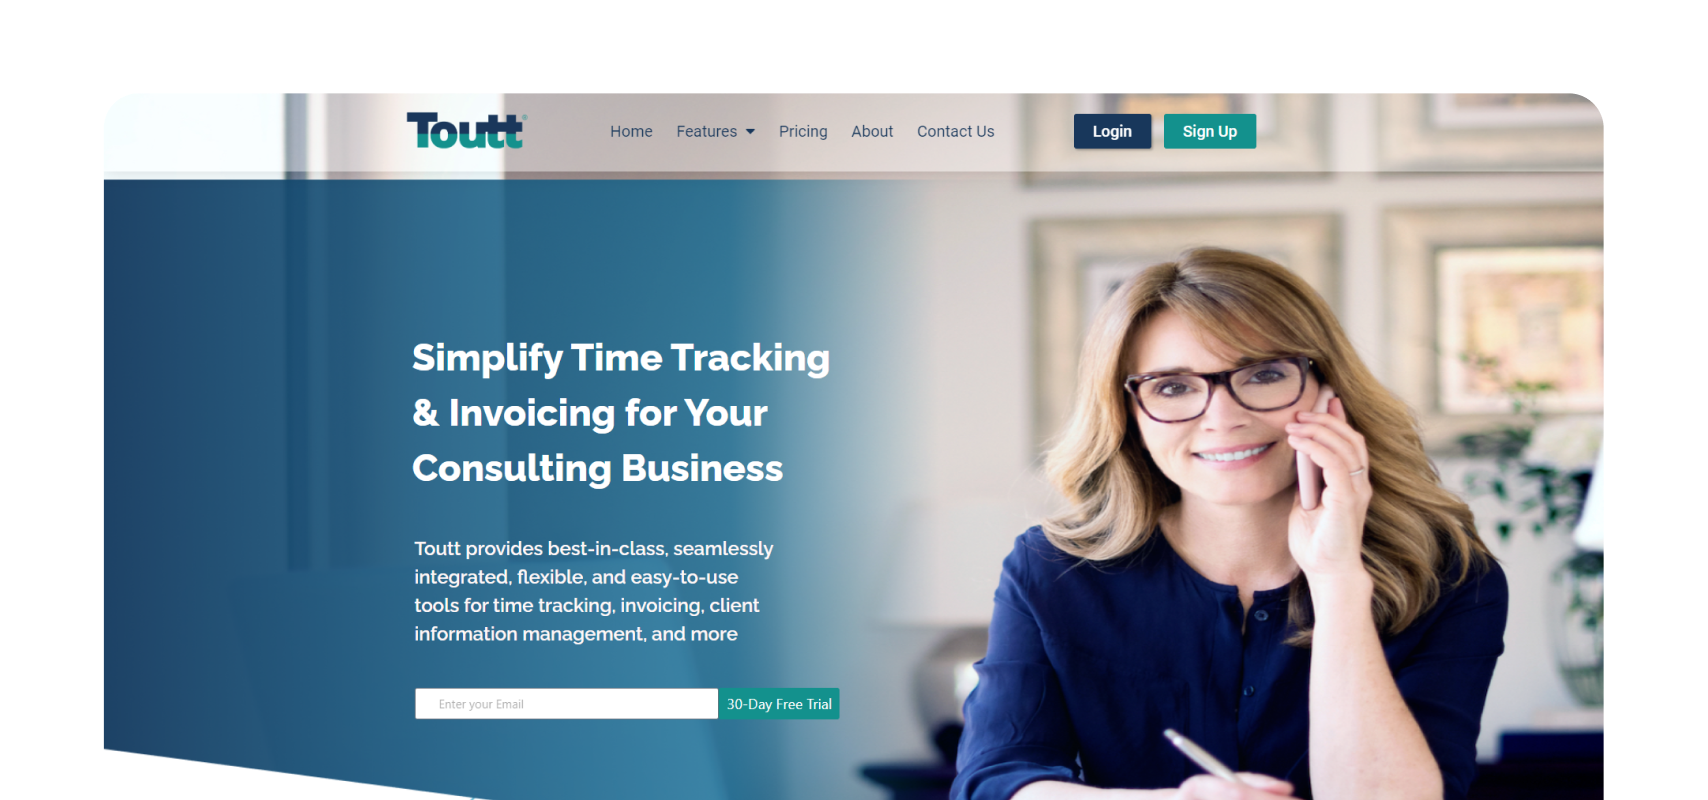 Toutt®
Home Features Pricing About Contact Us Login Sign Up
Simplify Time Tracking
& Invoicing for Your
Consulting Business
Toutt provides best-in-class, seamlessly
integrated, flexible, and easy-to-use
tools for time tracking, invoicing, client
information management, and more
Enter your Email 30-Day Free Trial